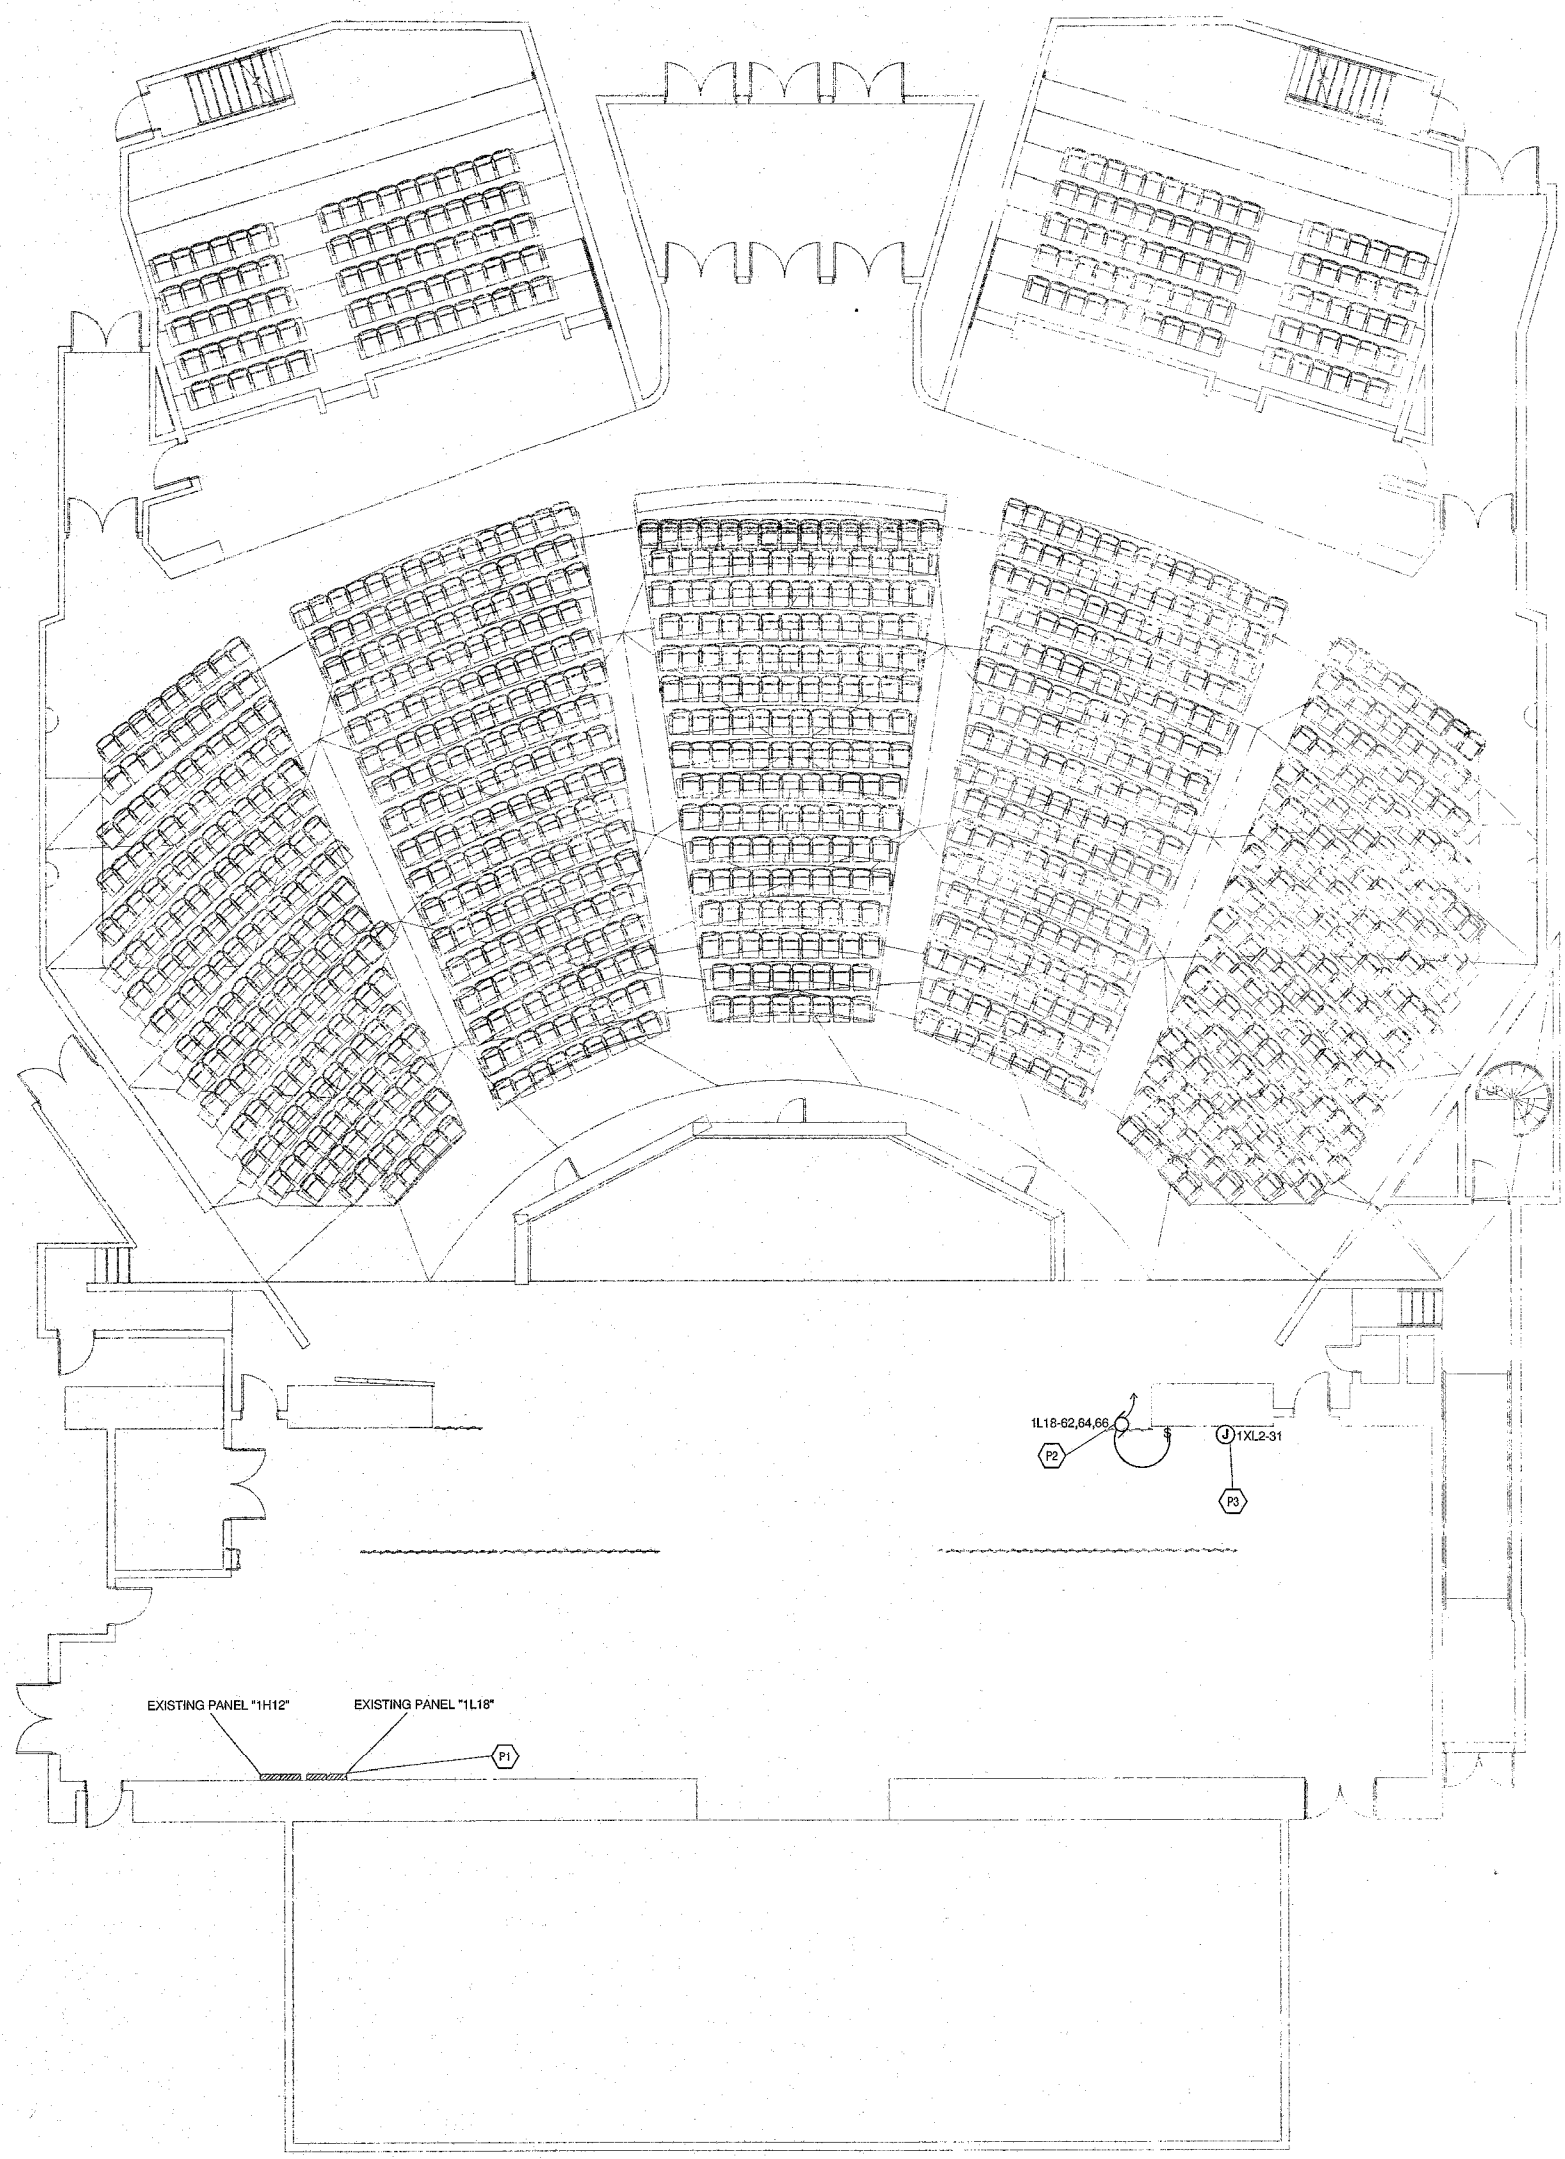 1L18-62,64,66
$
J
1XL2-31
P2
P3
EXISTING PANEL "1H12"
EXISTING PANEL "1L18"
P1